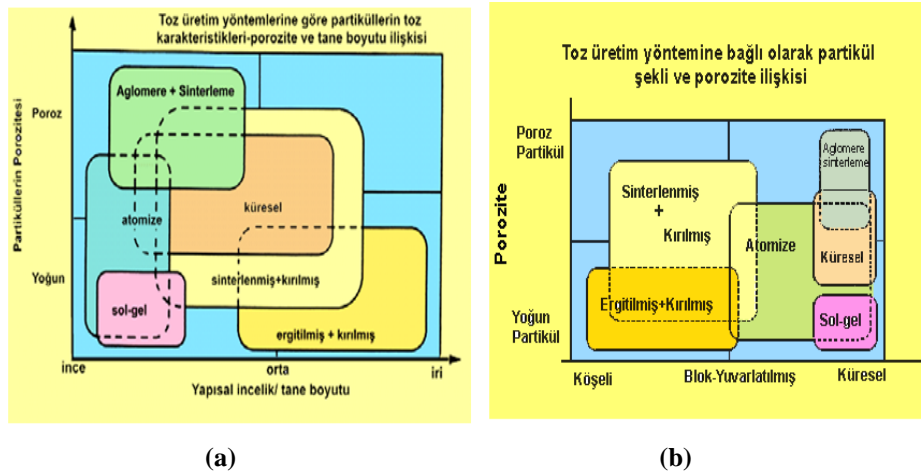 Toz üretim yöntemlerine göre partiküllerin toz
karakteristikleri-porozite ve tane boyutu ilişkisi
Partiküllerin Porozitesi
Poroz
Yoğun
Aglomere + Sinterleme
atomize
küresel
sinterlenmiş+kırılmış
sol-gel
ergitilmiş + kırılmış
ince
orta
iri
Yapısal incelik/ tane boyutu
(a)
Toz üretim yöntemine bağlı olarak partikül
şekli ve porozite ilişkisi
Porozite
Poroz
Partikül
Yoğun
Partikül
Aglomere
sinterleme
Sinterlenmiş
+
Kırılmış
Atomize
Küresel
Ergitilmiş+Kırılmış
Sol-gel
Köşeli
Blok-Yuvarlatılmış
Küresel
(b)